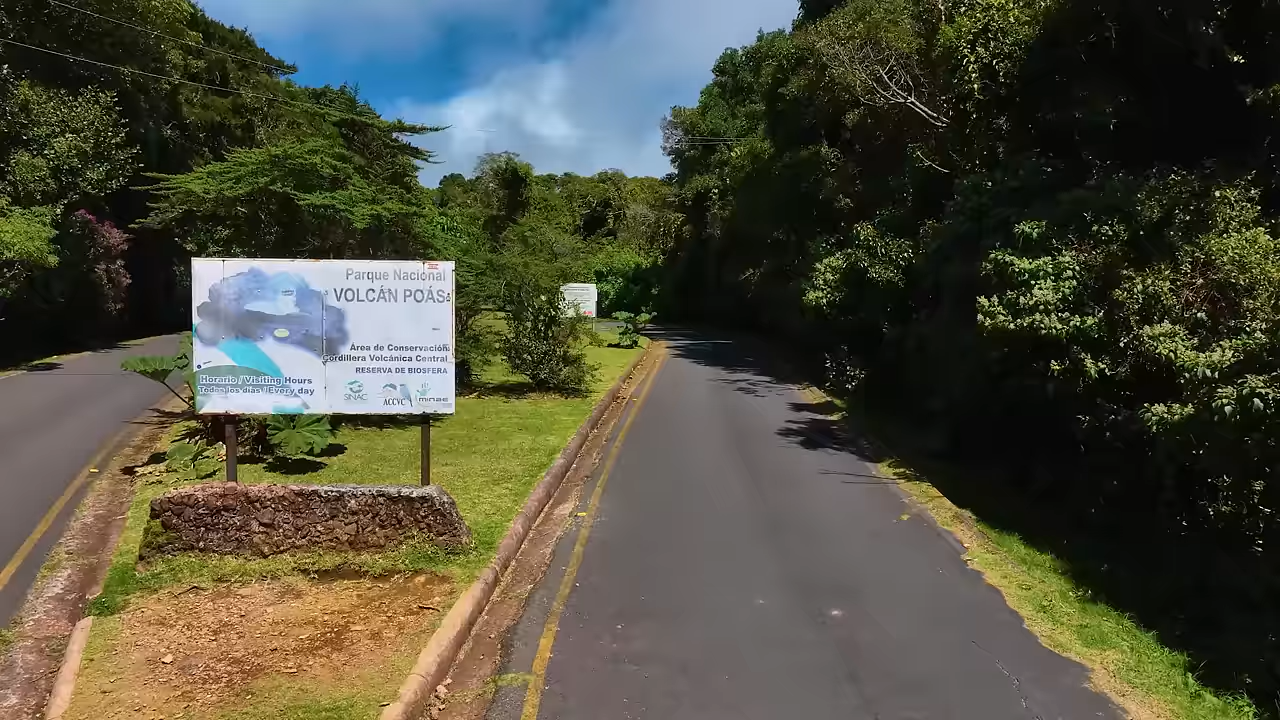 Parque Nacional
VOLCÁN POÁS
Área de Conservación
Cordillera Volcánica Central
RESERVA DE BIOSFERA
Horario / Visiting Hours
Todos los días / Every day
SINAC
ACCVC
minae